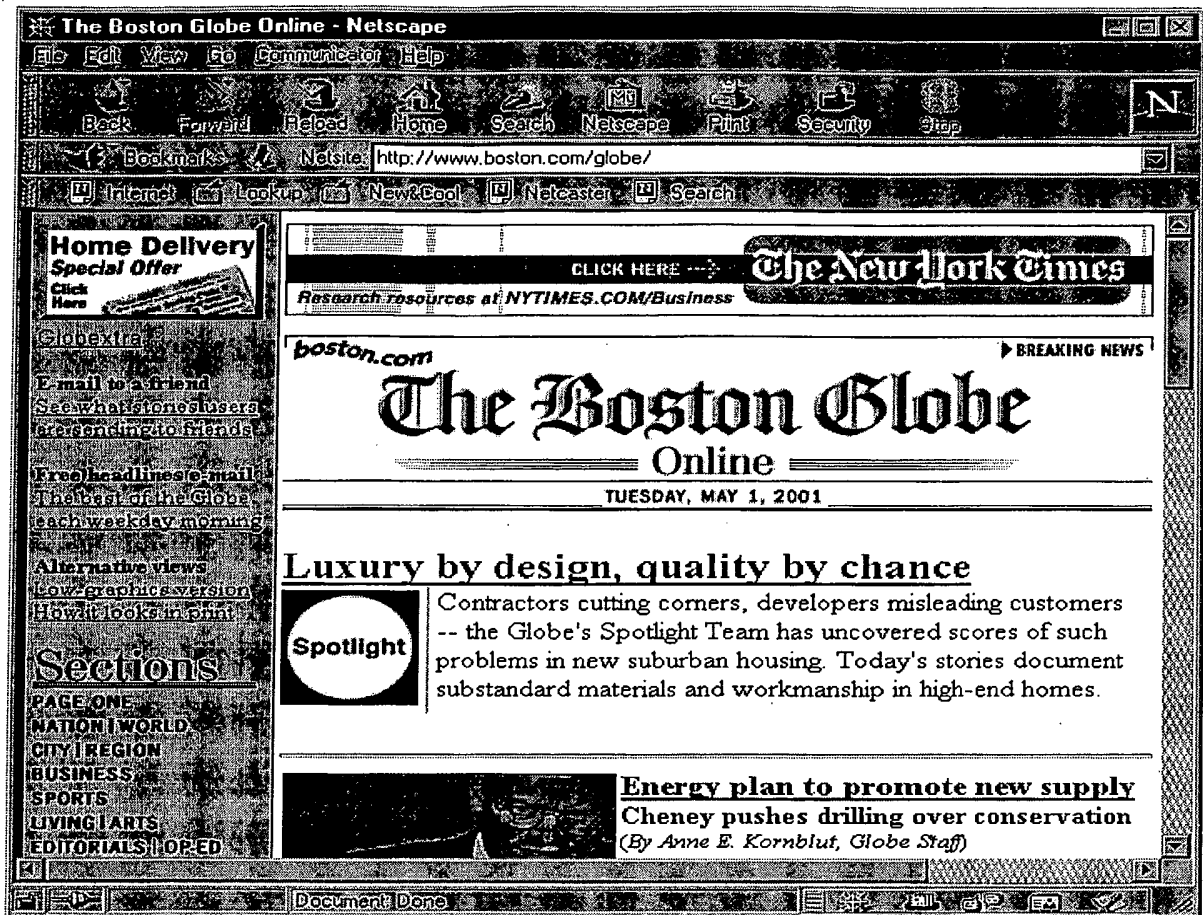 The Boston Globe Online - Netscape
File Edit View Go Communicator Help
Back Forward Reload Home Search Netscape Print Security Stop
Bookmarks Netsite: http://www.boston.com/globe/
Internet Lookup New&Cool Netcaster Search
Home Delivery
Special Offer
Click
Here
Globextra
E-mail to a friend
See what stories users
are sending to friends
Free headlines e-mail
The best of the Globe
each weekday morning
Alternative views
Low-graphics version
How it looks in print
Sections
PAGE ONE
NATION | WORLD
CITY | REGION
BUSINESS
SPORTS
LIVING | ARTS
EDITORIALS | OP-ED
CLICK HERE ---> The New York Times
Research resources at NYTIMES.COM/Business
boston.com
BREAKING NEWS
The Boston Globe
Online
TUESDAY, MAY 1, 2001
Luxury by design, quality by chance
Spotlight
Contractors cutting corners, developers misleading customers
-- the Globe's Spotlight Team has uncovered scores of such
problems in new suburban housing. Today's stories document
substandard materials and workmanship in high-end homes.
Energy plan to promote new supply
Cheney pushes drilling over conservation
(By Anne E. Kornblut, Globe Staff)
Document: Done